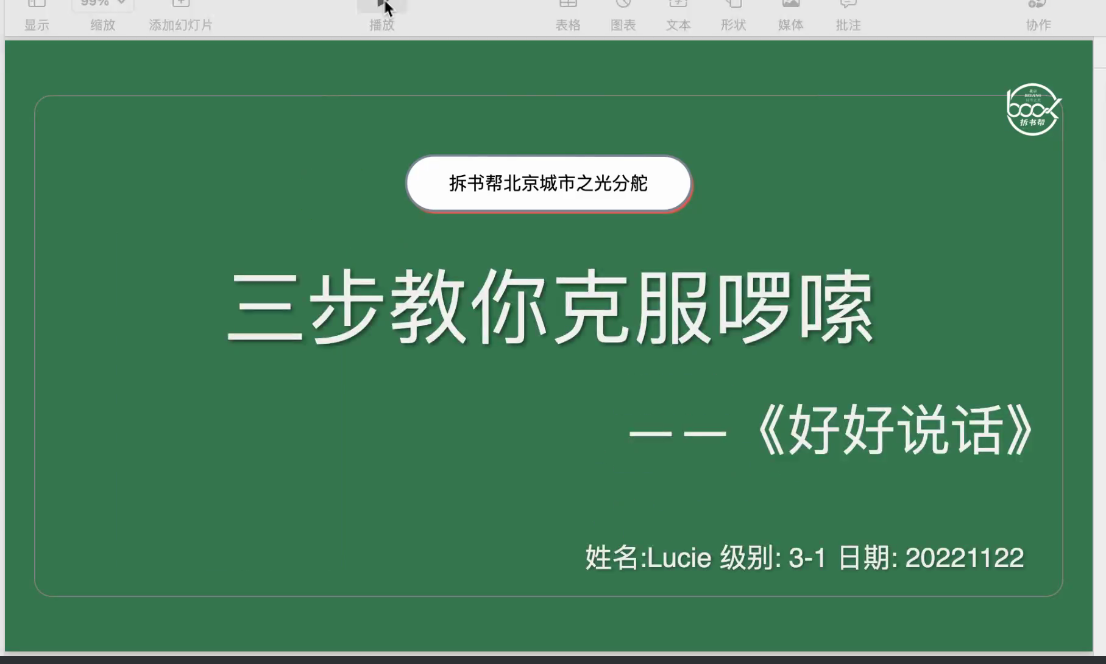 99%
显示 缩放 添加幻灯片 播放 表格 图表 文本 形状 媒体 批注 协作
book
拆书帮
拆书帮北京城市之光分舵
三步教你克服啰嗦
——《好好说话》
姓名:Lucie 级别: 3-1 日期: 20221122